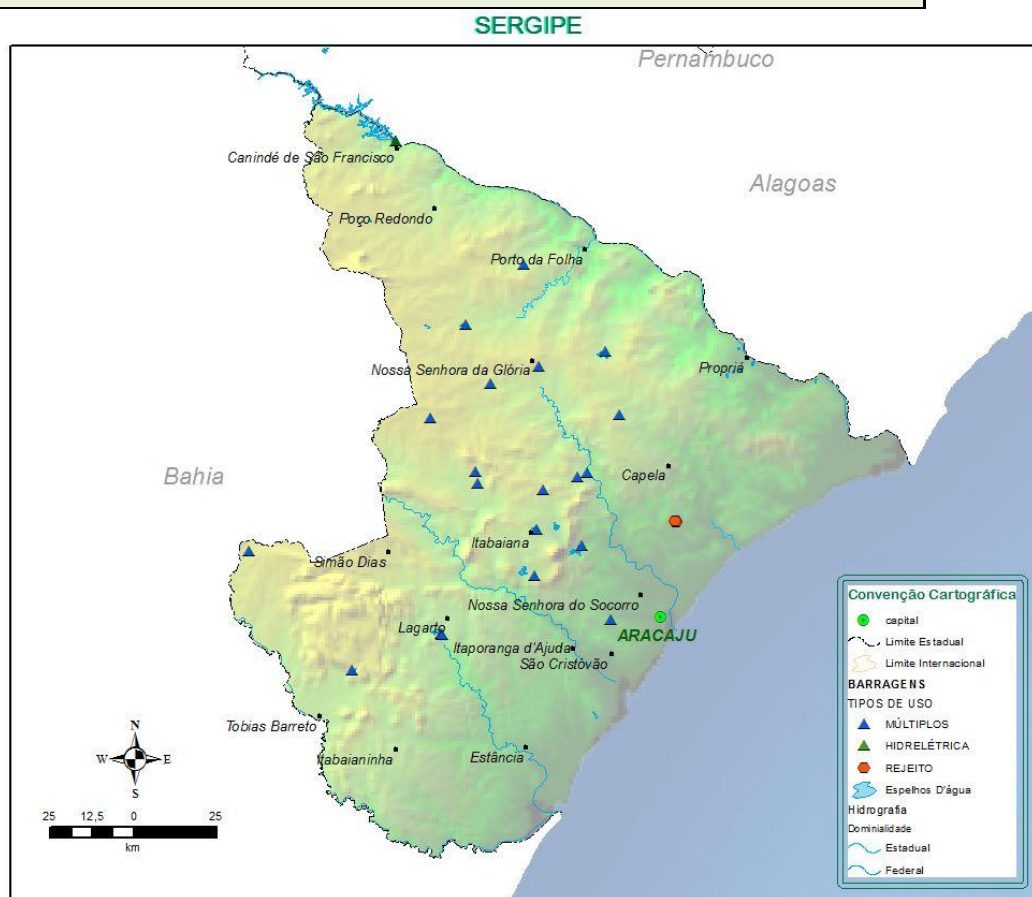 SERGIPE
Pernambuco
Alagoas
Canindé de São Francisco
Poço Redondo
Porto da Folha
Nossa Senhora da Glória
Propriá
Bahia
Capela
Itabaiana
Simão Dias
Nossa Senhora do Socorro
Lagarto
ARACAJU
Itaporanga d'Ajuda
São Cristóvão
Tobias Barreto
Itabaianinha
Estância
N
W E
S
25 12,5 0 25
km
Convenção Cartográfica
capital
Limite Estadual
Limite Internacional
BARRAGENS
TIPOS DE USO
MÚLTIPLOS
HIDRELÉTRICA
REJEITO
Espelhos D'água
Hidrografia
Dominialidade
Estadual
Federal